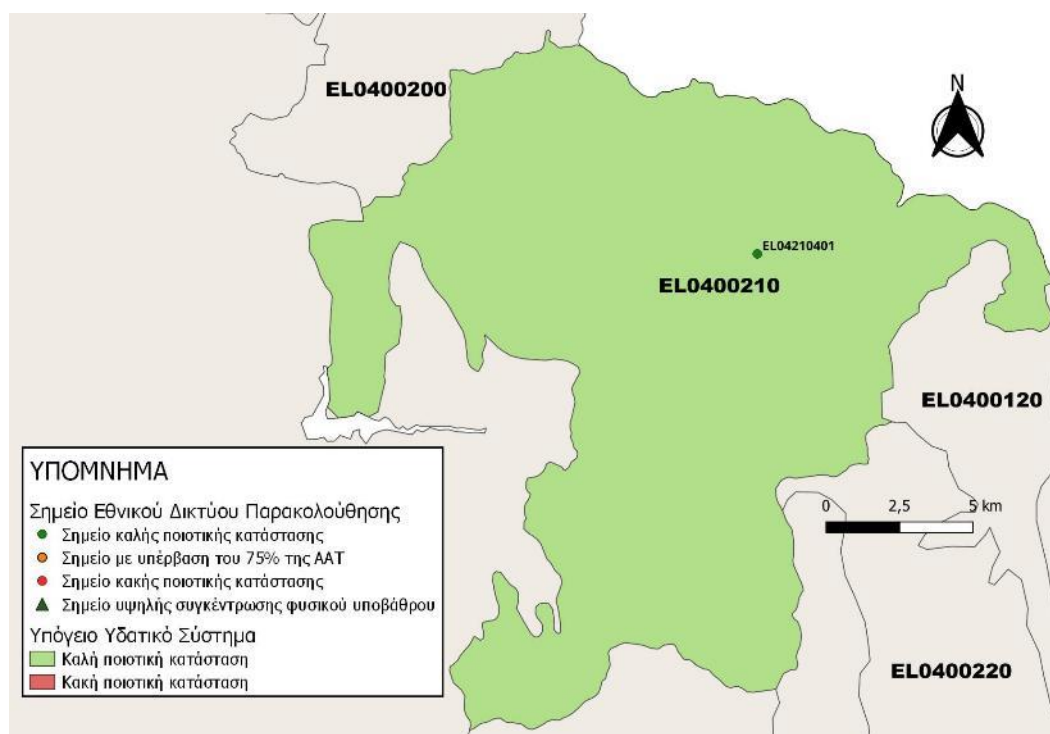 EL0400200
N
EL04210401
EL0400210
EL0400120
ΥΠΟΜΝΗΜΑ
Σημείο Εθνικού Δικτύου Παρακολούθησης
Σημείο καλής ποιοτικής κατάστασης
Σημείο με υπέρβαση του 75% της ΑΑΤ
Σημείο κακής ποιοτικής κατάστασης
Σημείο υψηλής συγκέντρωσης φυσικού υποβάθρου
Υπόγειο Υδατικό Σύστημα
Καλή ποιοτική κατάσταση
Κακή ποιοτική κατάσταση
0 2,5 5 km
EL0400220